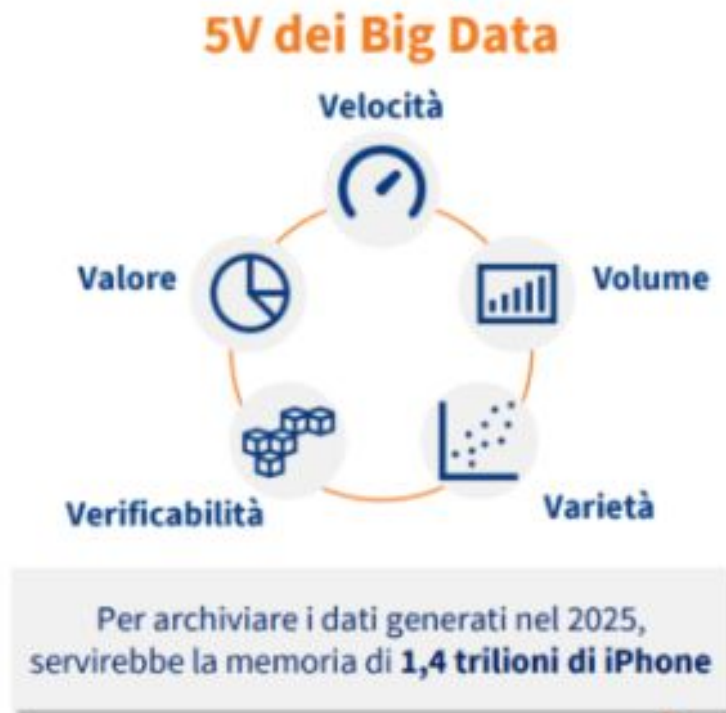 5V dei Big Data
Velocità
Valore
Volume
Verificabilità
Varietà
Per archiviare i dati generati nel 2025,
servirebbe la memoria di 1,4 trilioni di iPhone